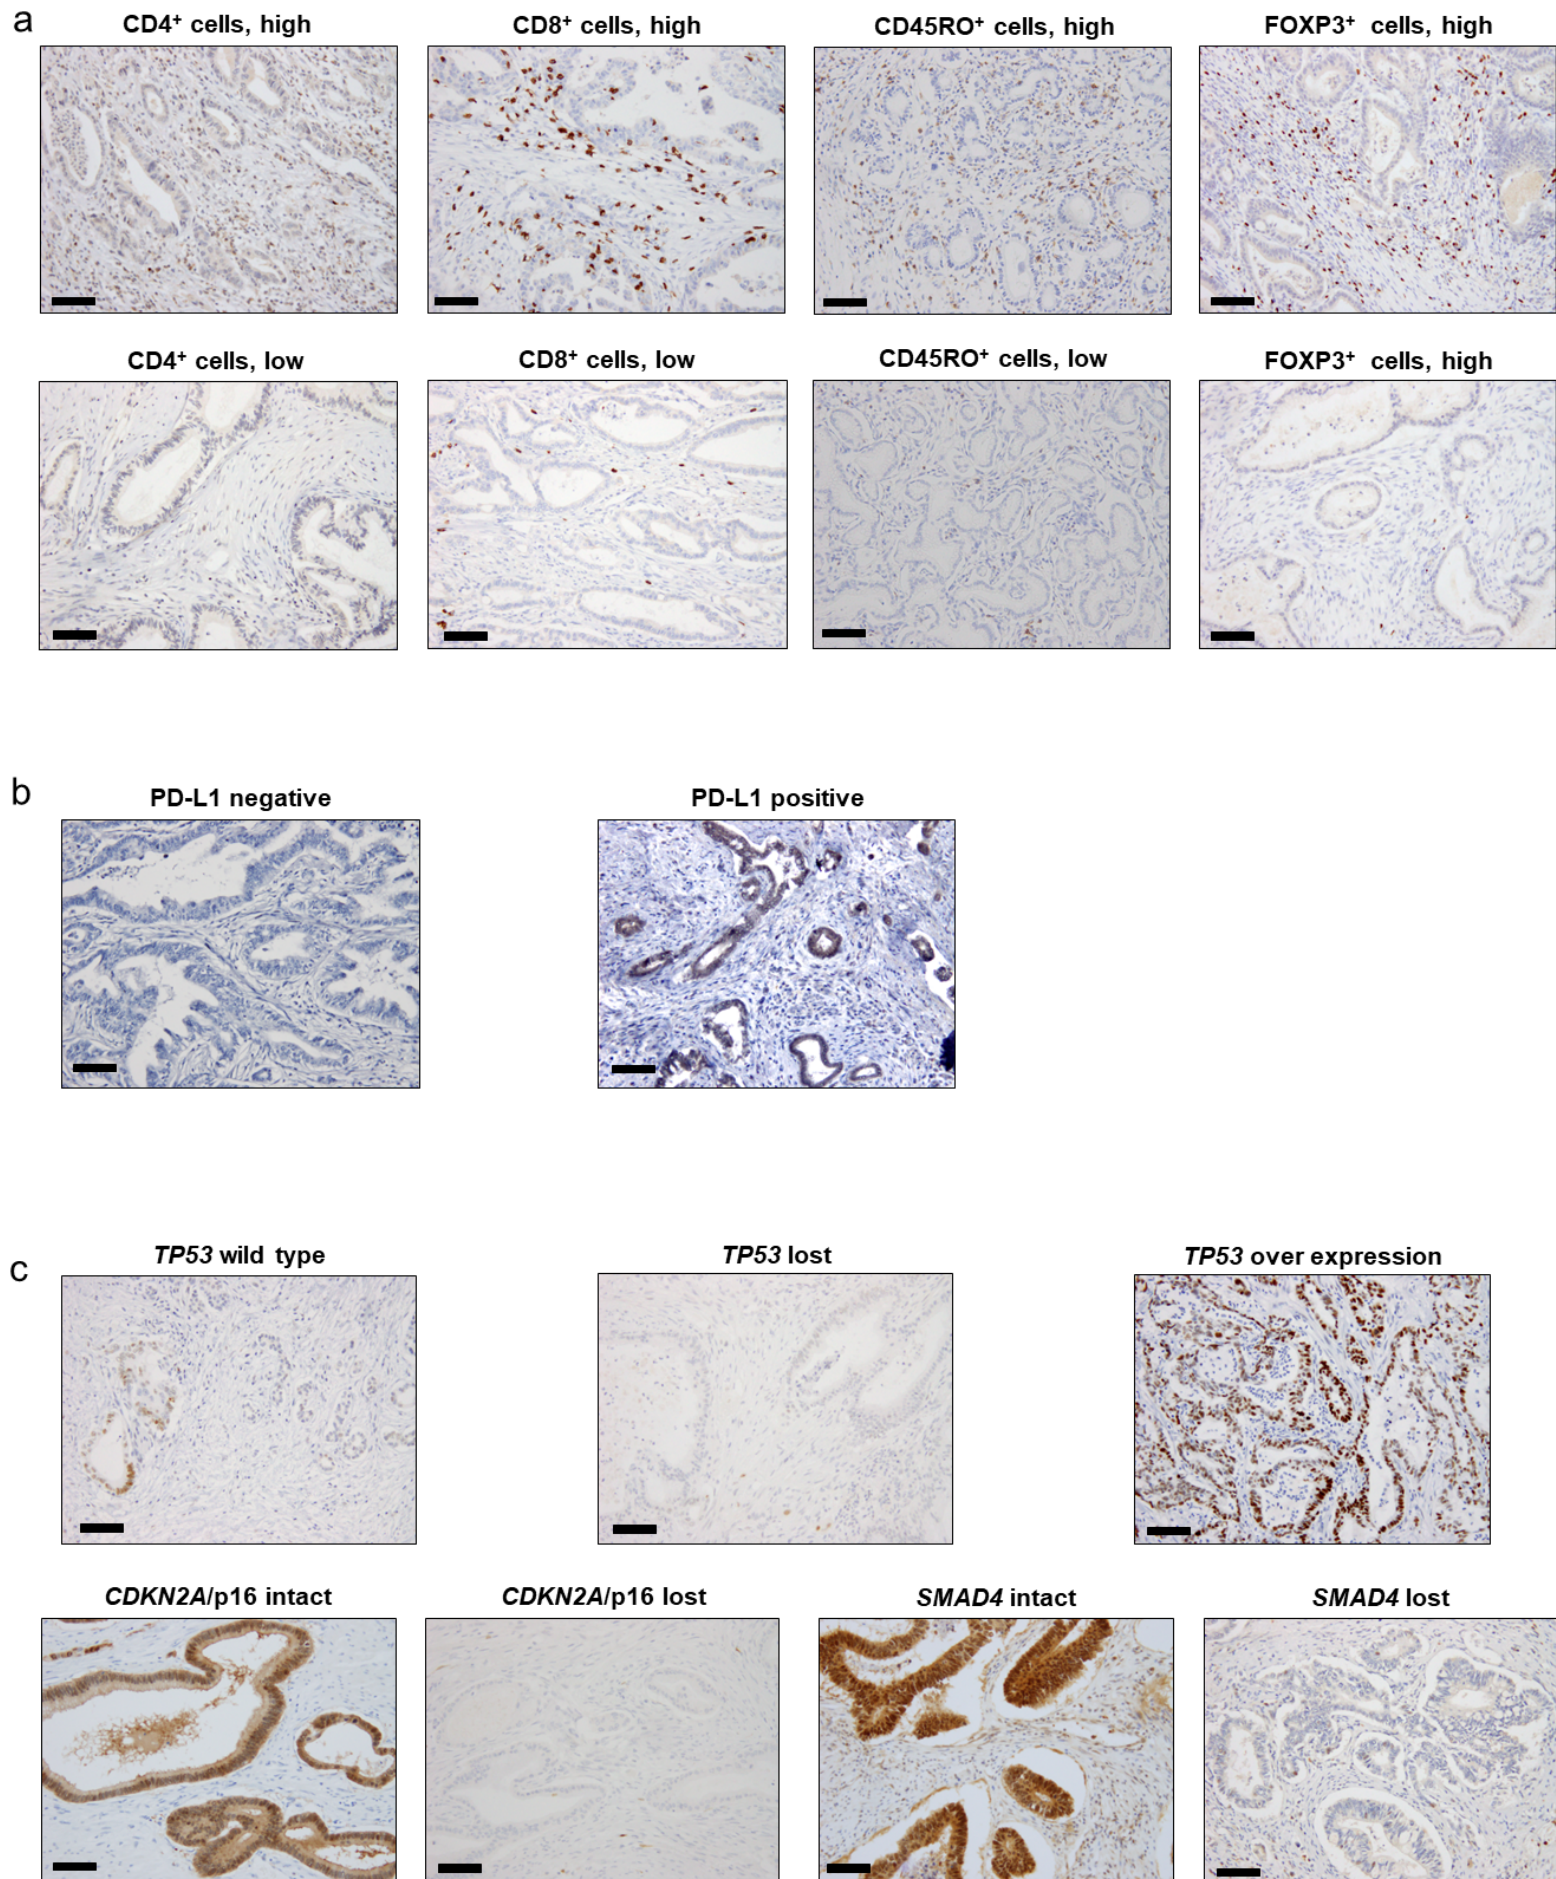 a
CD4⁺ cells, high
CD8⁺ cells, high
CD45RO⁺ cells, high
FOXP3⁺ cells, high
CD4⁺ cells, low
CD8⁺ cells, low
CD45RO⁺ cells, low
FOXP3⁺ cells, high
b
PD-L1 negative
PD-L1 positive
c
TP53 wild type
TP53 lost
TP53 over expression
CDKN2A/p16 intact
CDKN2A/p16 lost
SMAD4 intact
SMAD4 lost